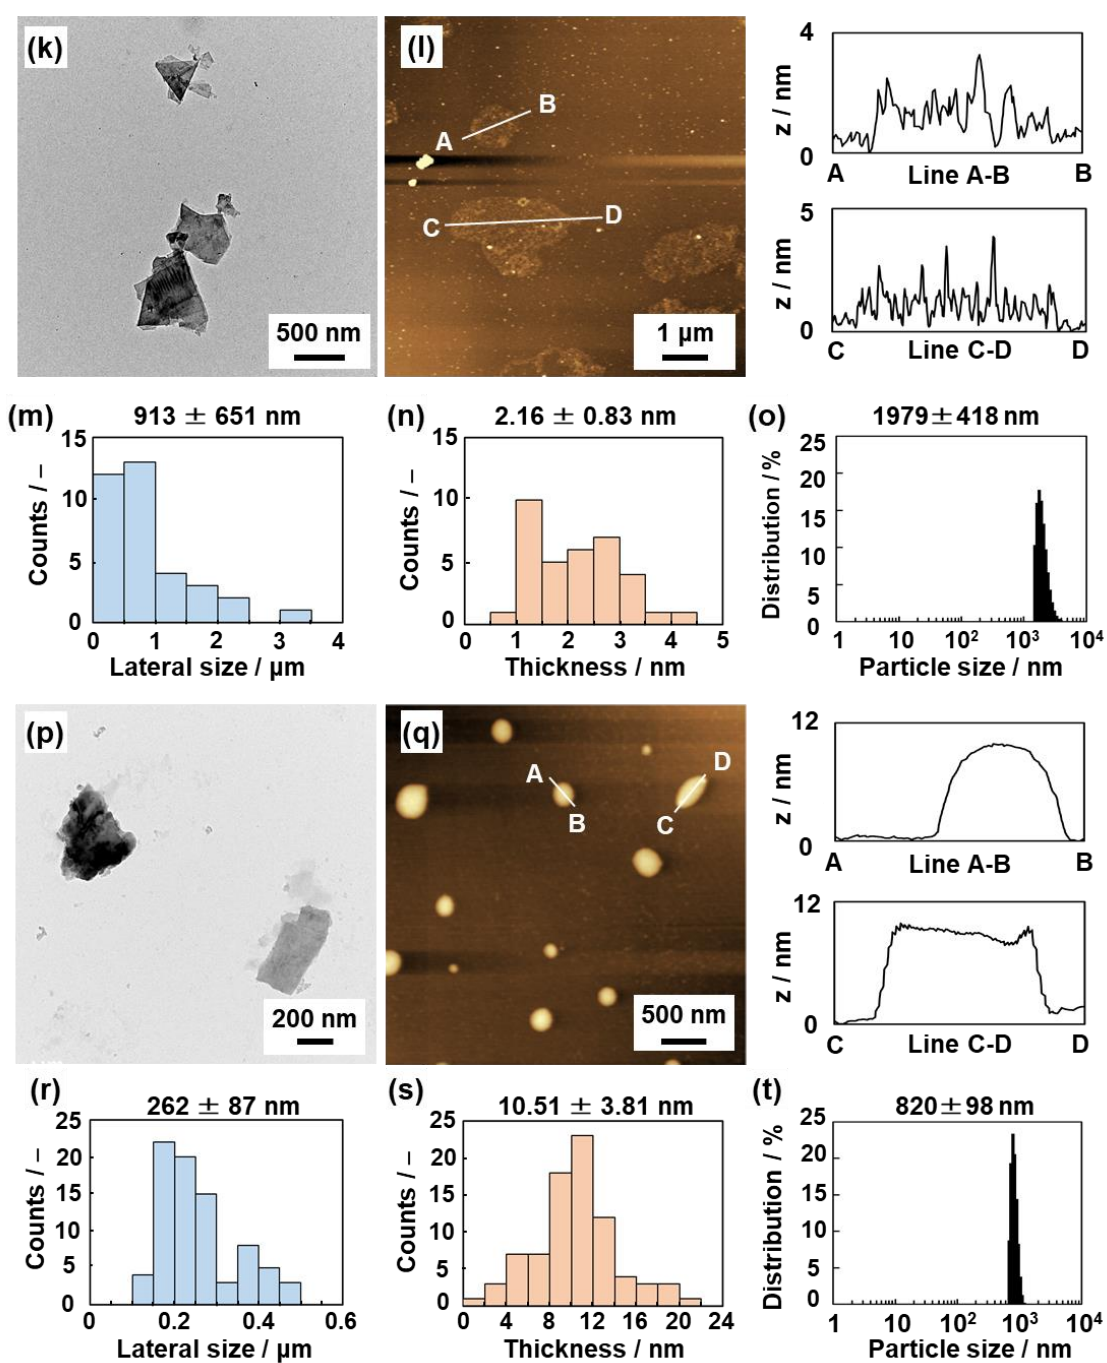 (k)
500 nm
(l)
A
B
C
D
1 μm
4
z / nm
0
A
Line A-B
B
5
z / nm
0
C
Line C-D
D
(m)
913 ± 651 nm
15
10
5
0
Counts / –
0
1
2
3
4
Lateral size / μm
(n)
2.16 ± 0.83 nm
15
10
5
0
Counts / –
0
1
2
3
5
Thickness / nm
(o)
1979 ± 418 nm
25
20
15
10
5
0
Distribution / %
1
10
10²
10³
10⁴
Particle size / nm
(p)
200 nm
(q)
A
B
C
D
500 nm
12
z / nm
0
A
Line A-B
B
12
z / nm
0
C
Line C-D
D
(r)
262 ± 87 nm
25
20
15
10
5
0
Counts / –
0
0.2
0.4
0.6
Lateral size / μm
(s)
10.51 ± 3.81 nm
25
20
15
10
5
0
Counts / –
0
4
8
12
16
20
24
Thickness / nm
(t)
820 ± 98 nm
25
20
15
10
5
0
Distribution / %
1
10
10²
10³
10⁴
Particle size / nm